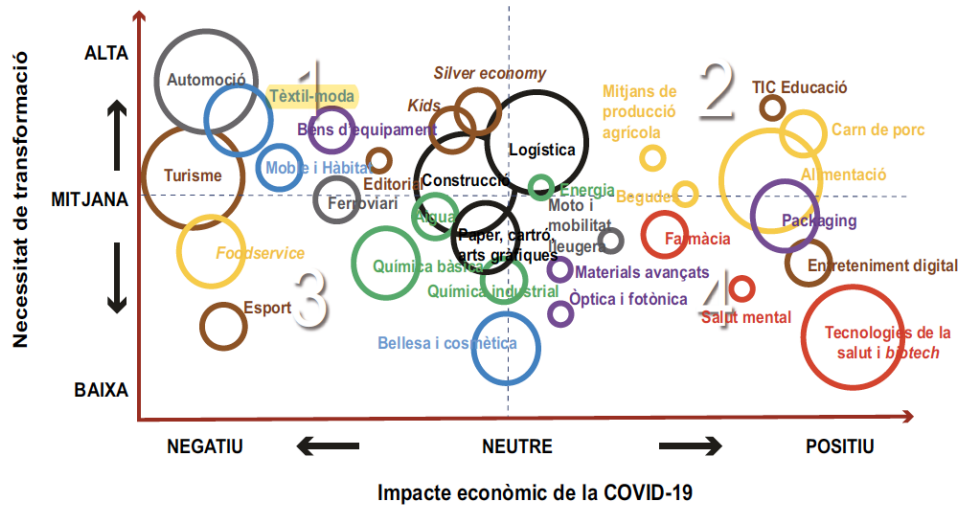 Necessitat de transformació
ALTA
MITJANA
BAIXA
Automoció
1
Tèxtil-moda
Bens d'equipament
Turisme
Moble i Hàbitat
Editorial
Ferroviari
Foodservice
3
Esport
Silver economy
Kids
Logística
Construcció
Energia
Aigua
Paper, cartró,
arts gràfiques
Moto i
mobilitat
lleugera
Química bàsica
Química industrial
Materials avançats
Òptica i fotònica
Bellesa i cosmètica
Mitjans de
producció
agrícola
2
TIC Educació
Carn de porc
Alimentació
Begudes
Packaging
Farmàcia
Entreteniment digital
4
Salut mental
Tecnologies de la
salut i biotech
NEGATIU
NEUTRE
POSITIU
Impacte econòmic de la COVID-19